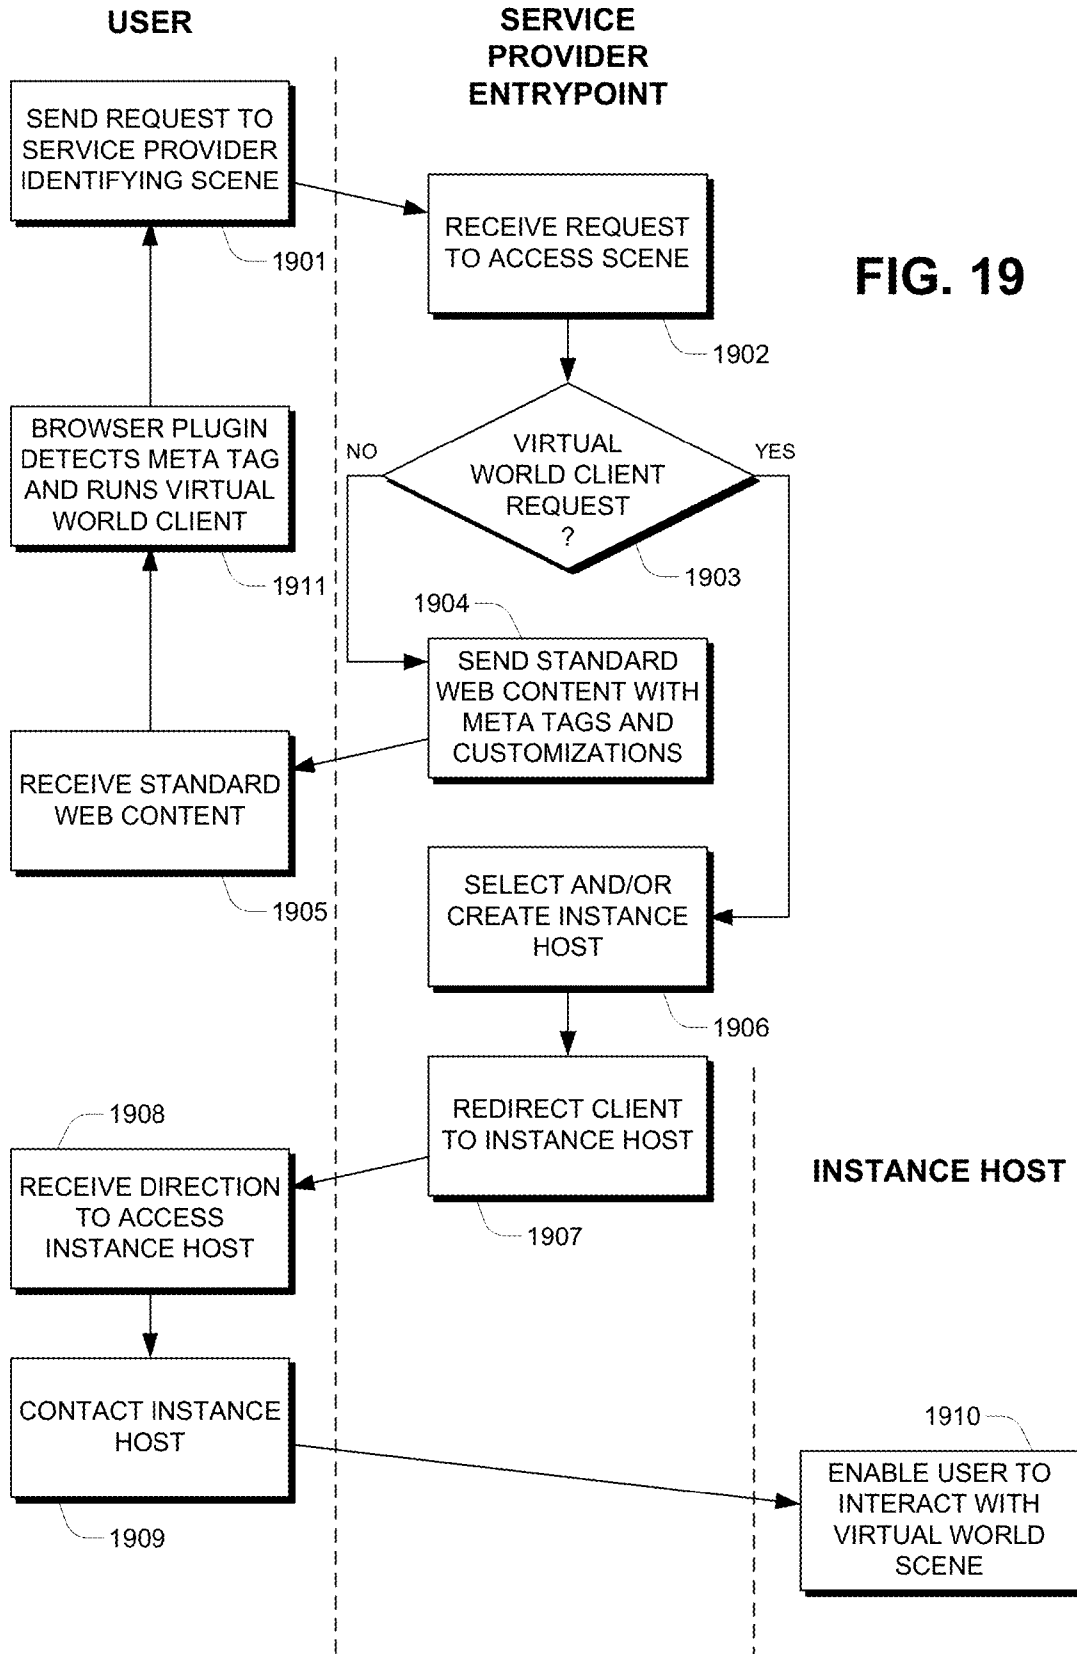 USER
SERVICE
PROVIDER
ENTRYPOINT
SEND REQUEST TO
SERVICE PROVIDER
IDENTIFYING SCENE
1901
RECEIVE REQUEST
TO ACCESS SCENE
1902
FIG. 19
BROWSER PLUGIN
DETECTS META TAG
AND RUNS VIRTUAL
WORLD CLIENT
1911
NO
VIRTUAL
WORLD CLIENT
REQUEST
?
YES
1903
1904
SEND STANDARD
WEB CONTENT WITH
META TAGS AND
CUSTOMIZATIONS
RECEIVE STANDARD
WEB CONTENT
1905
SELECT AND/OR
CREATE INSTANCE
HOST
1906
REDIRECT CLIENT
TO INSTANCE HOST
1907
1908
RECEIVE DIRECTION
TO ACCESS
INSTANCE HOST
INSTANCE HOST
CONTACT INSTANCE
HOST
1909
1910
ENABLE USER TO
INTERACT WITH
VIRTUAL WORLD
SCENE